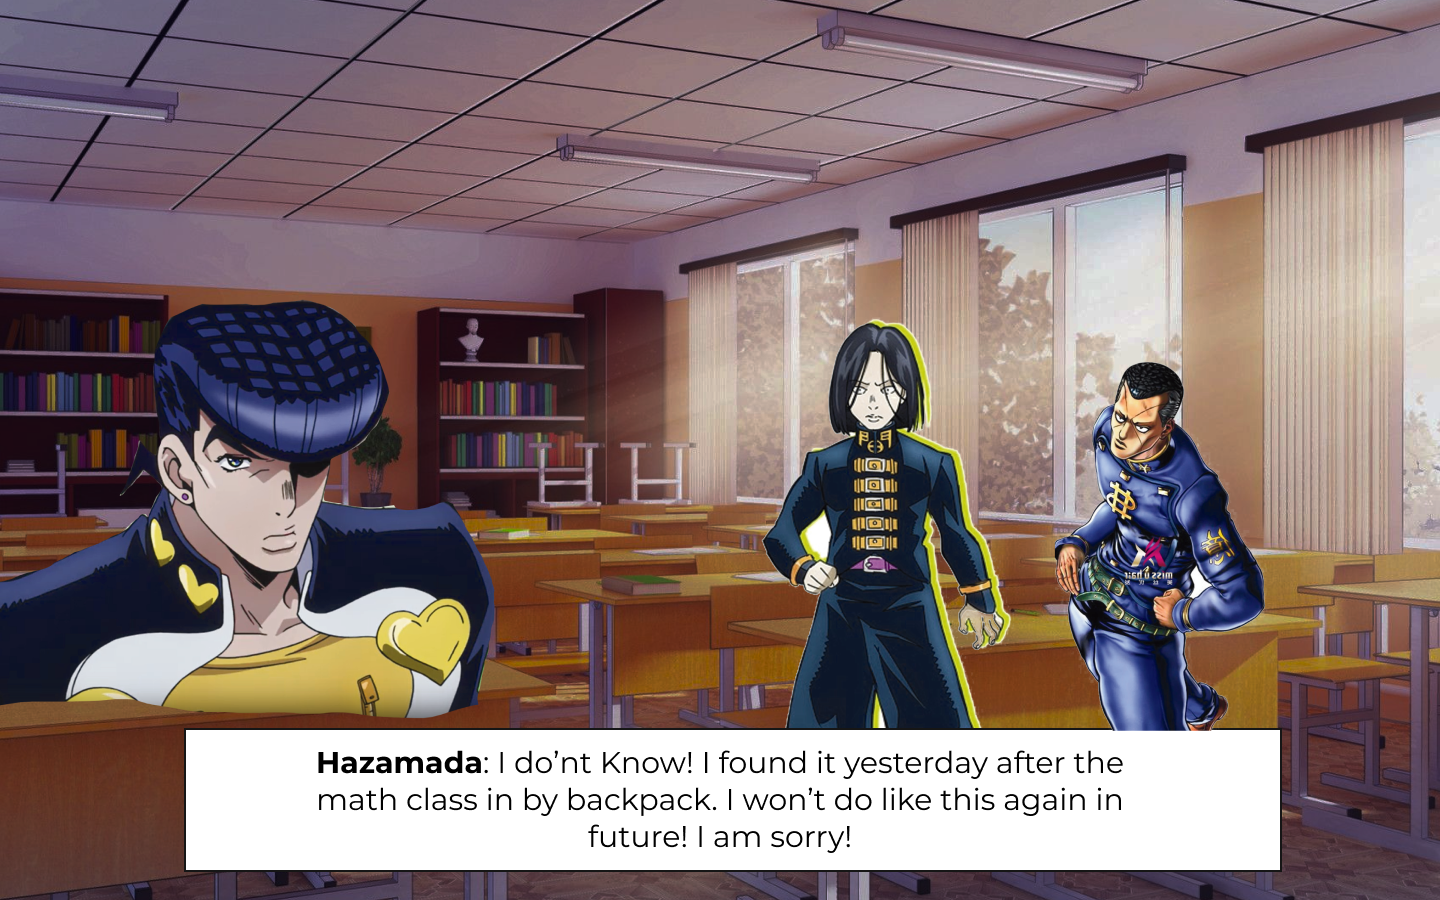 Hazamada: I do’nt Know! I found it yesterday after the
math class in by backpack. I won’t do like this again in
future! I am sorry!